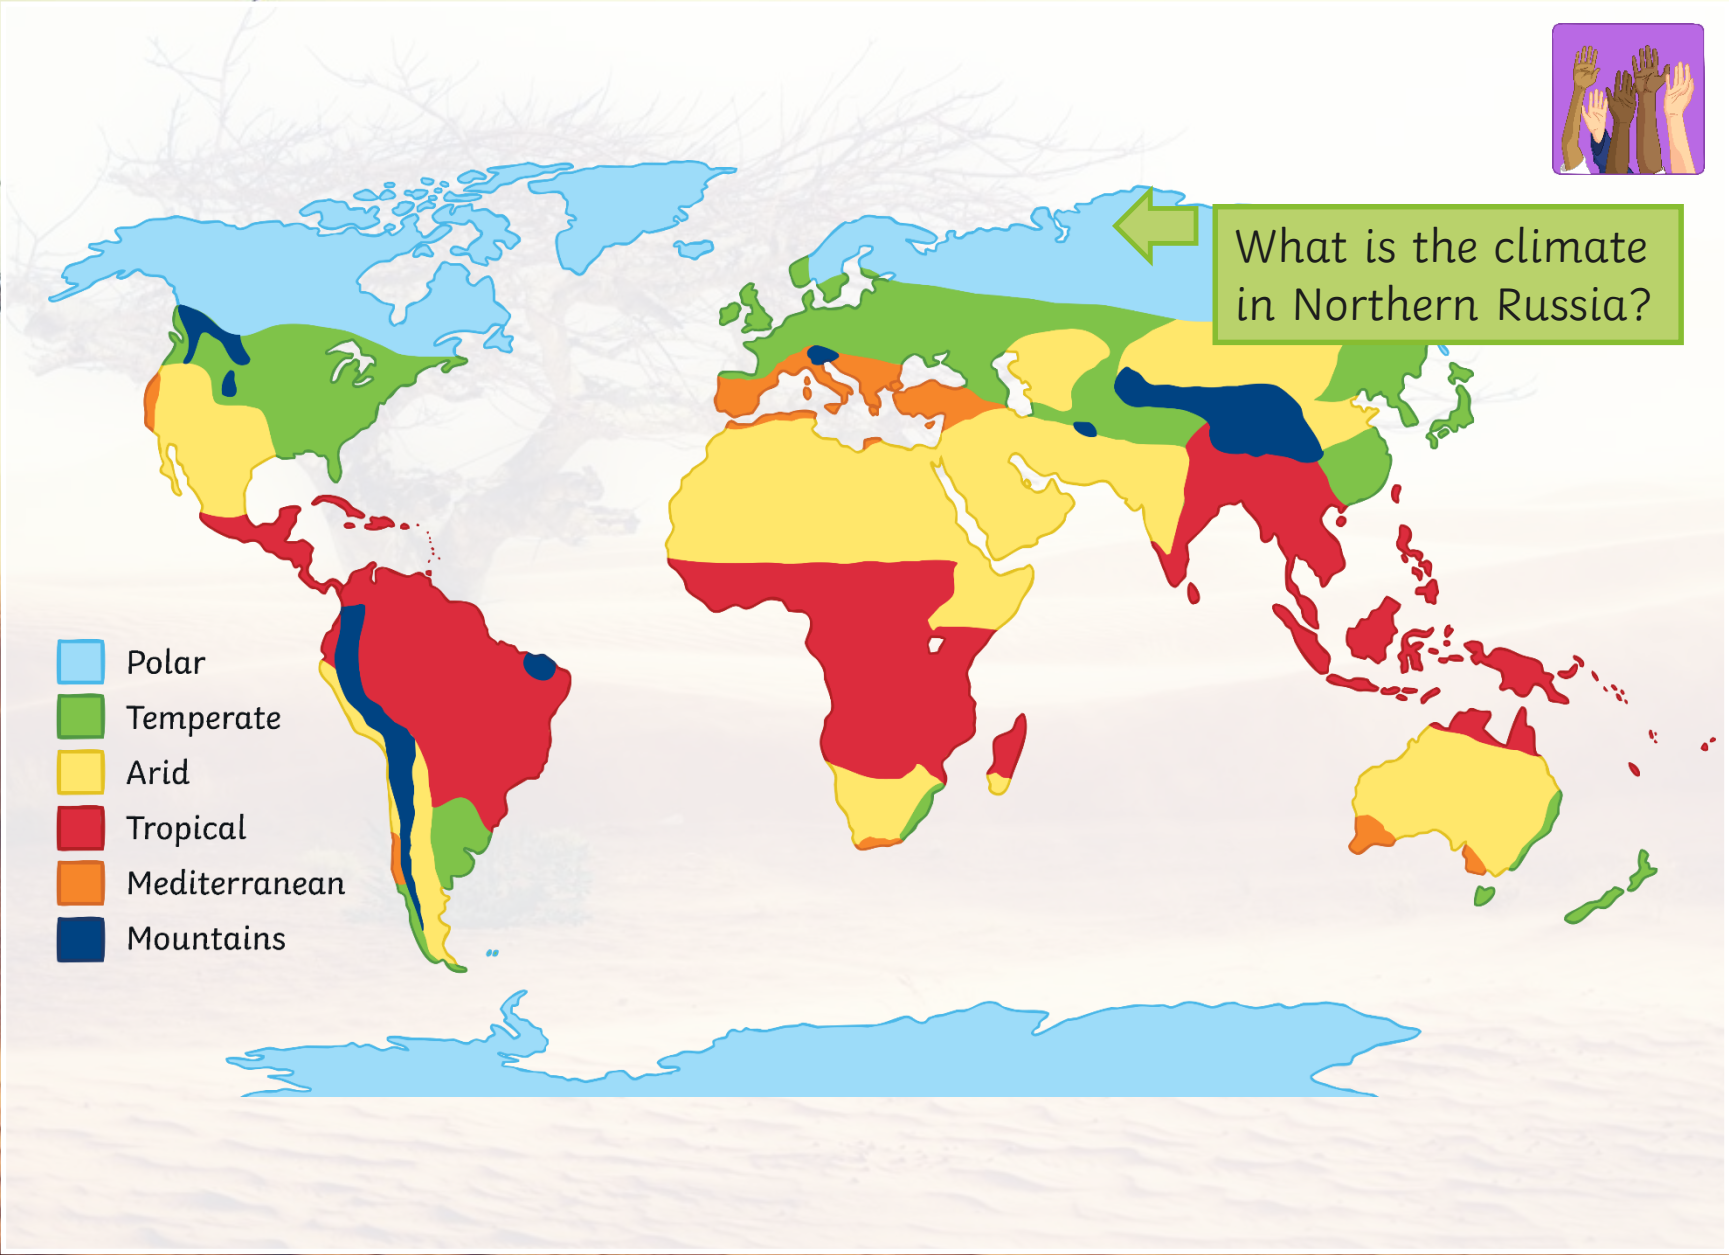 What is the climate
in Northern Russia?
Polar
Temperate
Arid
Tropical
Mediterranean
Mountains